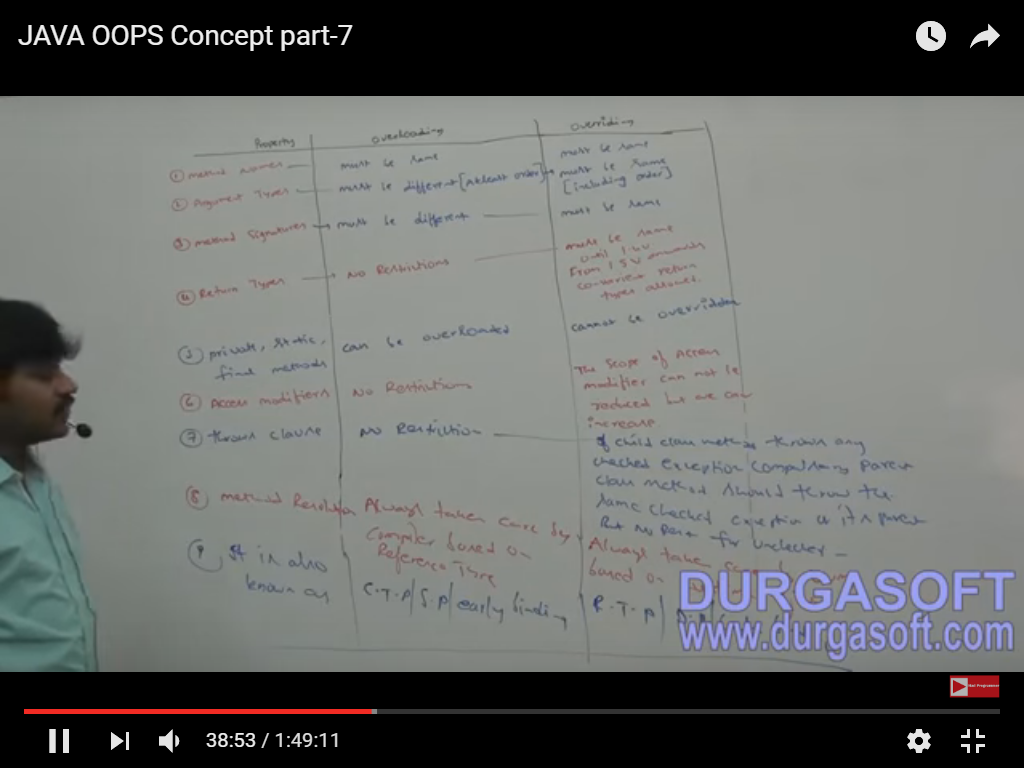 JAVA OOPS Concept part-7
Property overloading overriding
① method Names must be same must be same
② Argument Types must be different [Atleast order] must be same [including order]
③ method Signatures must be different must be same
④ Return Types No Restrictions must be same
until 1.4V
From 1.5V onwards
co-varient return
types allowed.
⑤ private, static, final methods can be overloaded cannot be overridden
⑥ Access modifiers No Restrictions The Scope of Access
modifier can not be
reduced but we can
increase
⑦ throws clause No Restriction If child class method throws any
checked exception compulsory parent
class method should throw the
same checked exception or it's parent
But no for unchecked
⑧ method Resolution Always taken care by
Compiler based on
Reference Type
Always taken
based on
⑨ It is also
known as
C.T.P/S.P/early binding
R.T.P
DURGASOFT
www.durgasoft.com
38:53 / 1:49:11